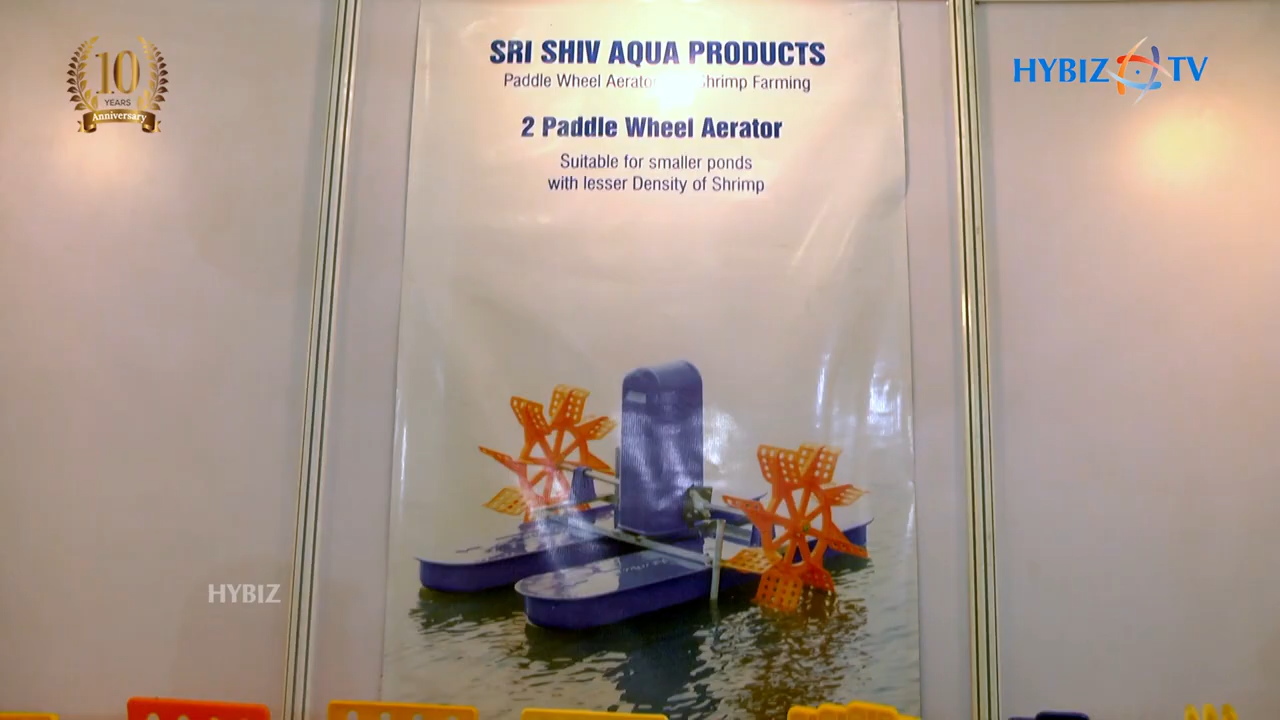 10
YEARS
Anniversary
HYBIZ TV
SRI SHIV AQUA PRODUCTS
Paddle Wheel Shrimp Farming
2 Paddle Wheel Aerator
Suitable for smaller ponds
with lesser Density of Shrimp
HYBIZ